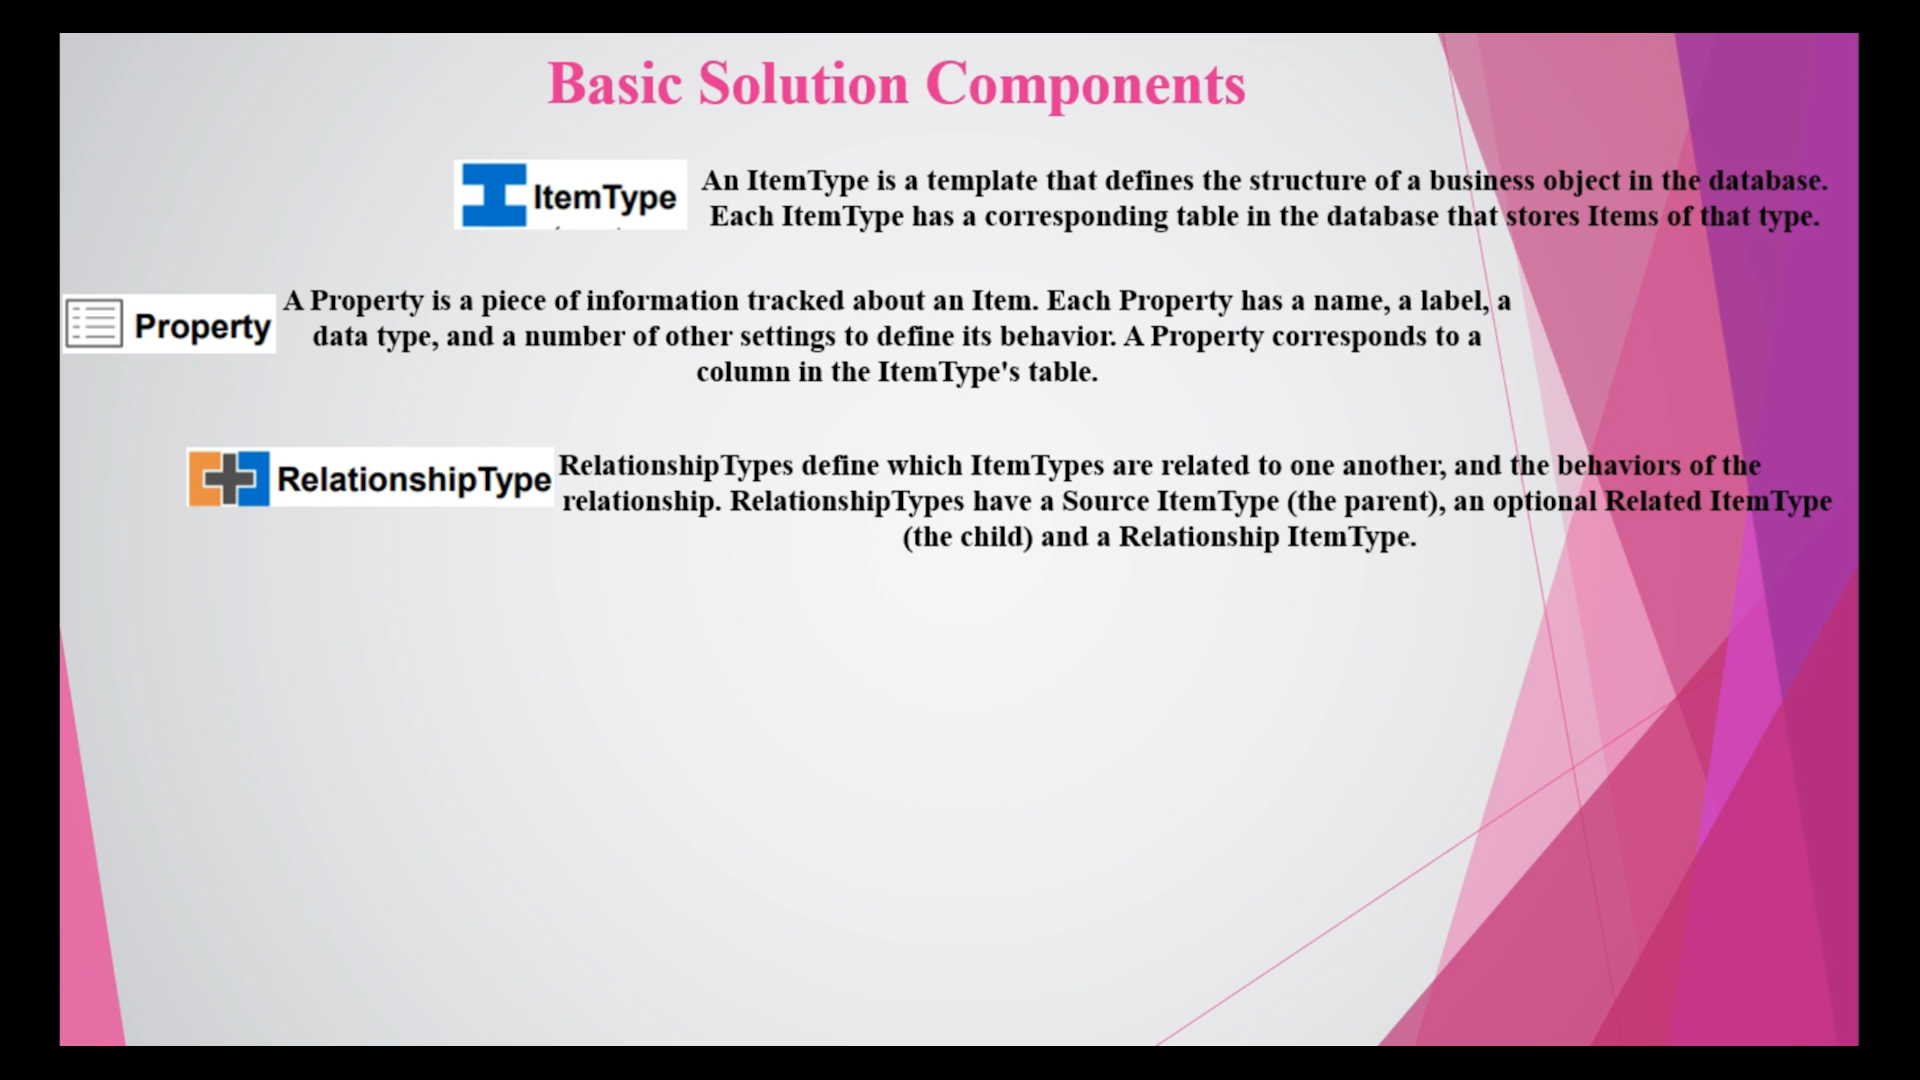 Basic Solution Components
ItemType
An ItemType is a template that defines the structure of a business object in the database.
Each ItemType has a corresponding table in the database that stores Items of that type.
Property
A Property is a piece of information tracked about an Item. Each Property has a name, a label, a
data type, and a number of other settings to define its behavior. A Property corresponds to a
column in the ItemType's table.
RelationshipType
RelationshipTypes define which ItemTypes are related to one another, and the behaviors of the
relationship. RelationshipTypes have a Source ItemType (the parent), an optional Related ItemType
(the child) and a Relationship ItemType.